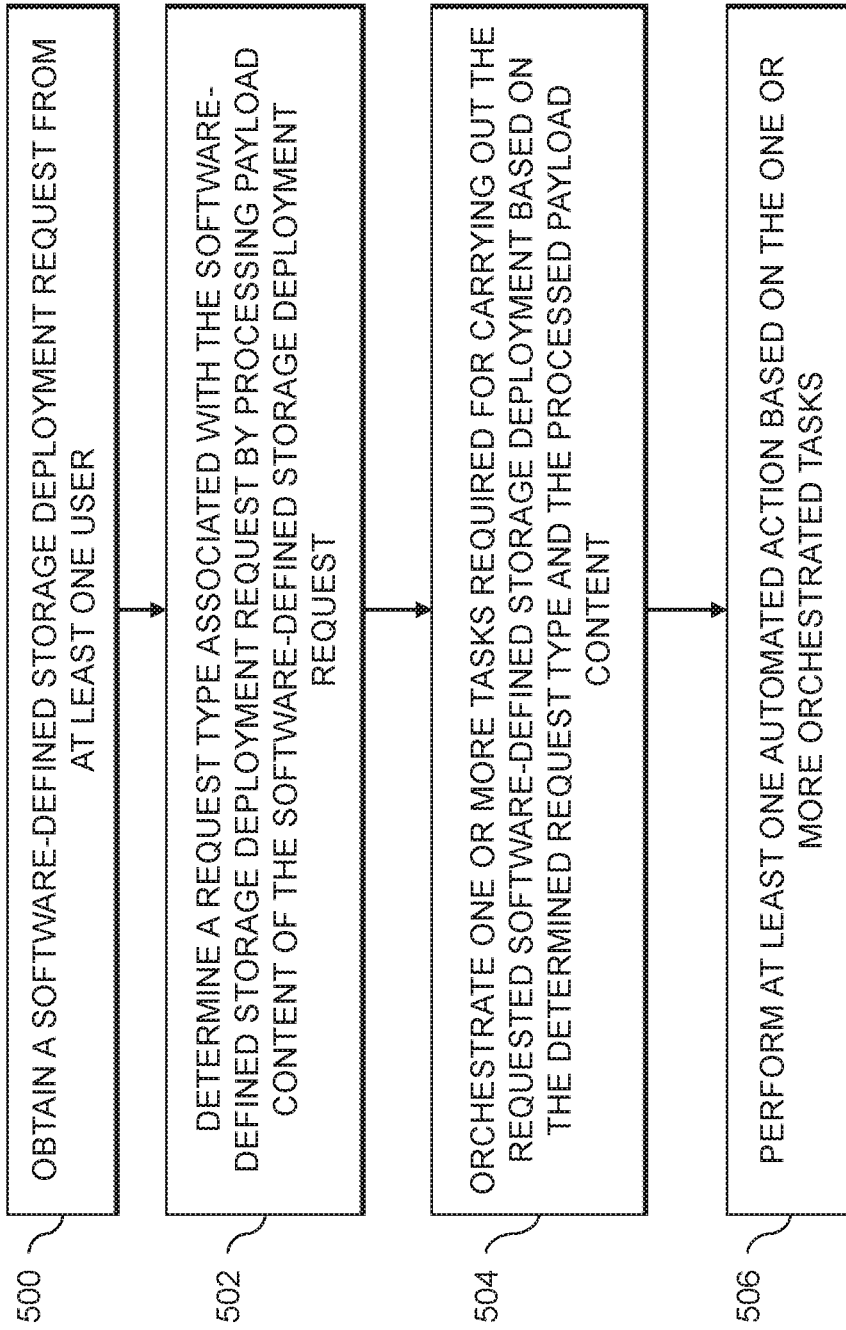 500
OBTAIN A SOFTWARE-DEFINED STORAGE DEPLOYMENT REQUEST FROM
AT LEAST ONE USER
502
DETERMINE A REQUEST TYPE ASSOCIATED WITH THE SOFTWARE-
DEFINED STORAGE DEPLOYMENT REQUEST BY PROCESSING PAYLOAD
CONTENT OF THE SOFTWARE-DEFINED STORAGE DEPLOYMENT
REQUEST
504
ORCHESTRATE ONE OR MORE TASKS REQUIRED FOR CARRYING OUT THE
REQUESTED SOFTWARE-DEFINED STORAGE DEPLOYMENT BASED ON
THE DETERMINED REQUEST TYPE AND THE PROCESSED PAYLOAD
CONTENT
506
PERFORM AT LEAST ONE AUTOMATED ACTION BASED ON THE ONE OR
MORE ORCHESTRATED TASKS